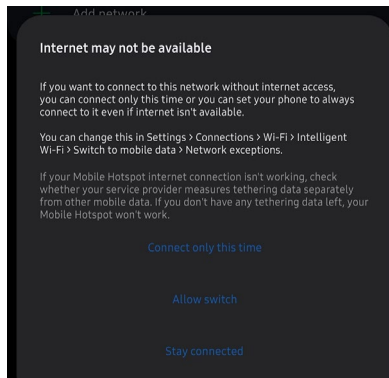 Add network
Internet may not be available
If you want to connect to this network without internet access,
you can connect only this time or you can set your phone to always
connect to it even if internet isn't available.
You can change this in Settings > Connections > Wi-Fi > Intelligent
Wi-Fi > Switch to mobile data > Network exceptions.
If your Mobile Hotspot internet connection isn't working, check
whether your service provider measures tethering data separately
from other mobile data. If you don't have any tethering data left, your
Mobile Hotspot won't work.
Connect only this time
Allow switch
Stay connected